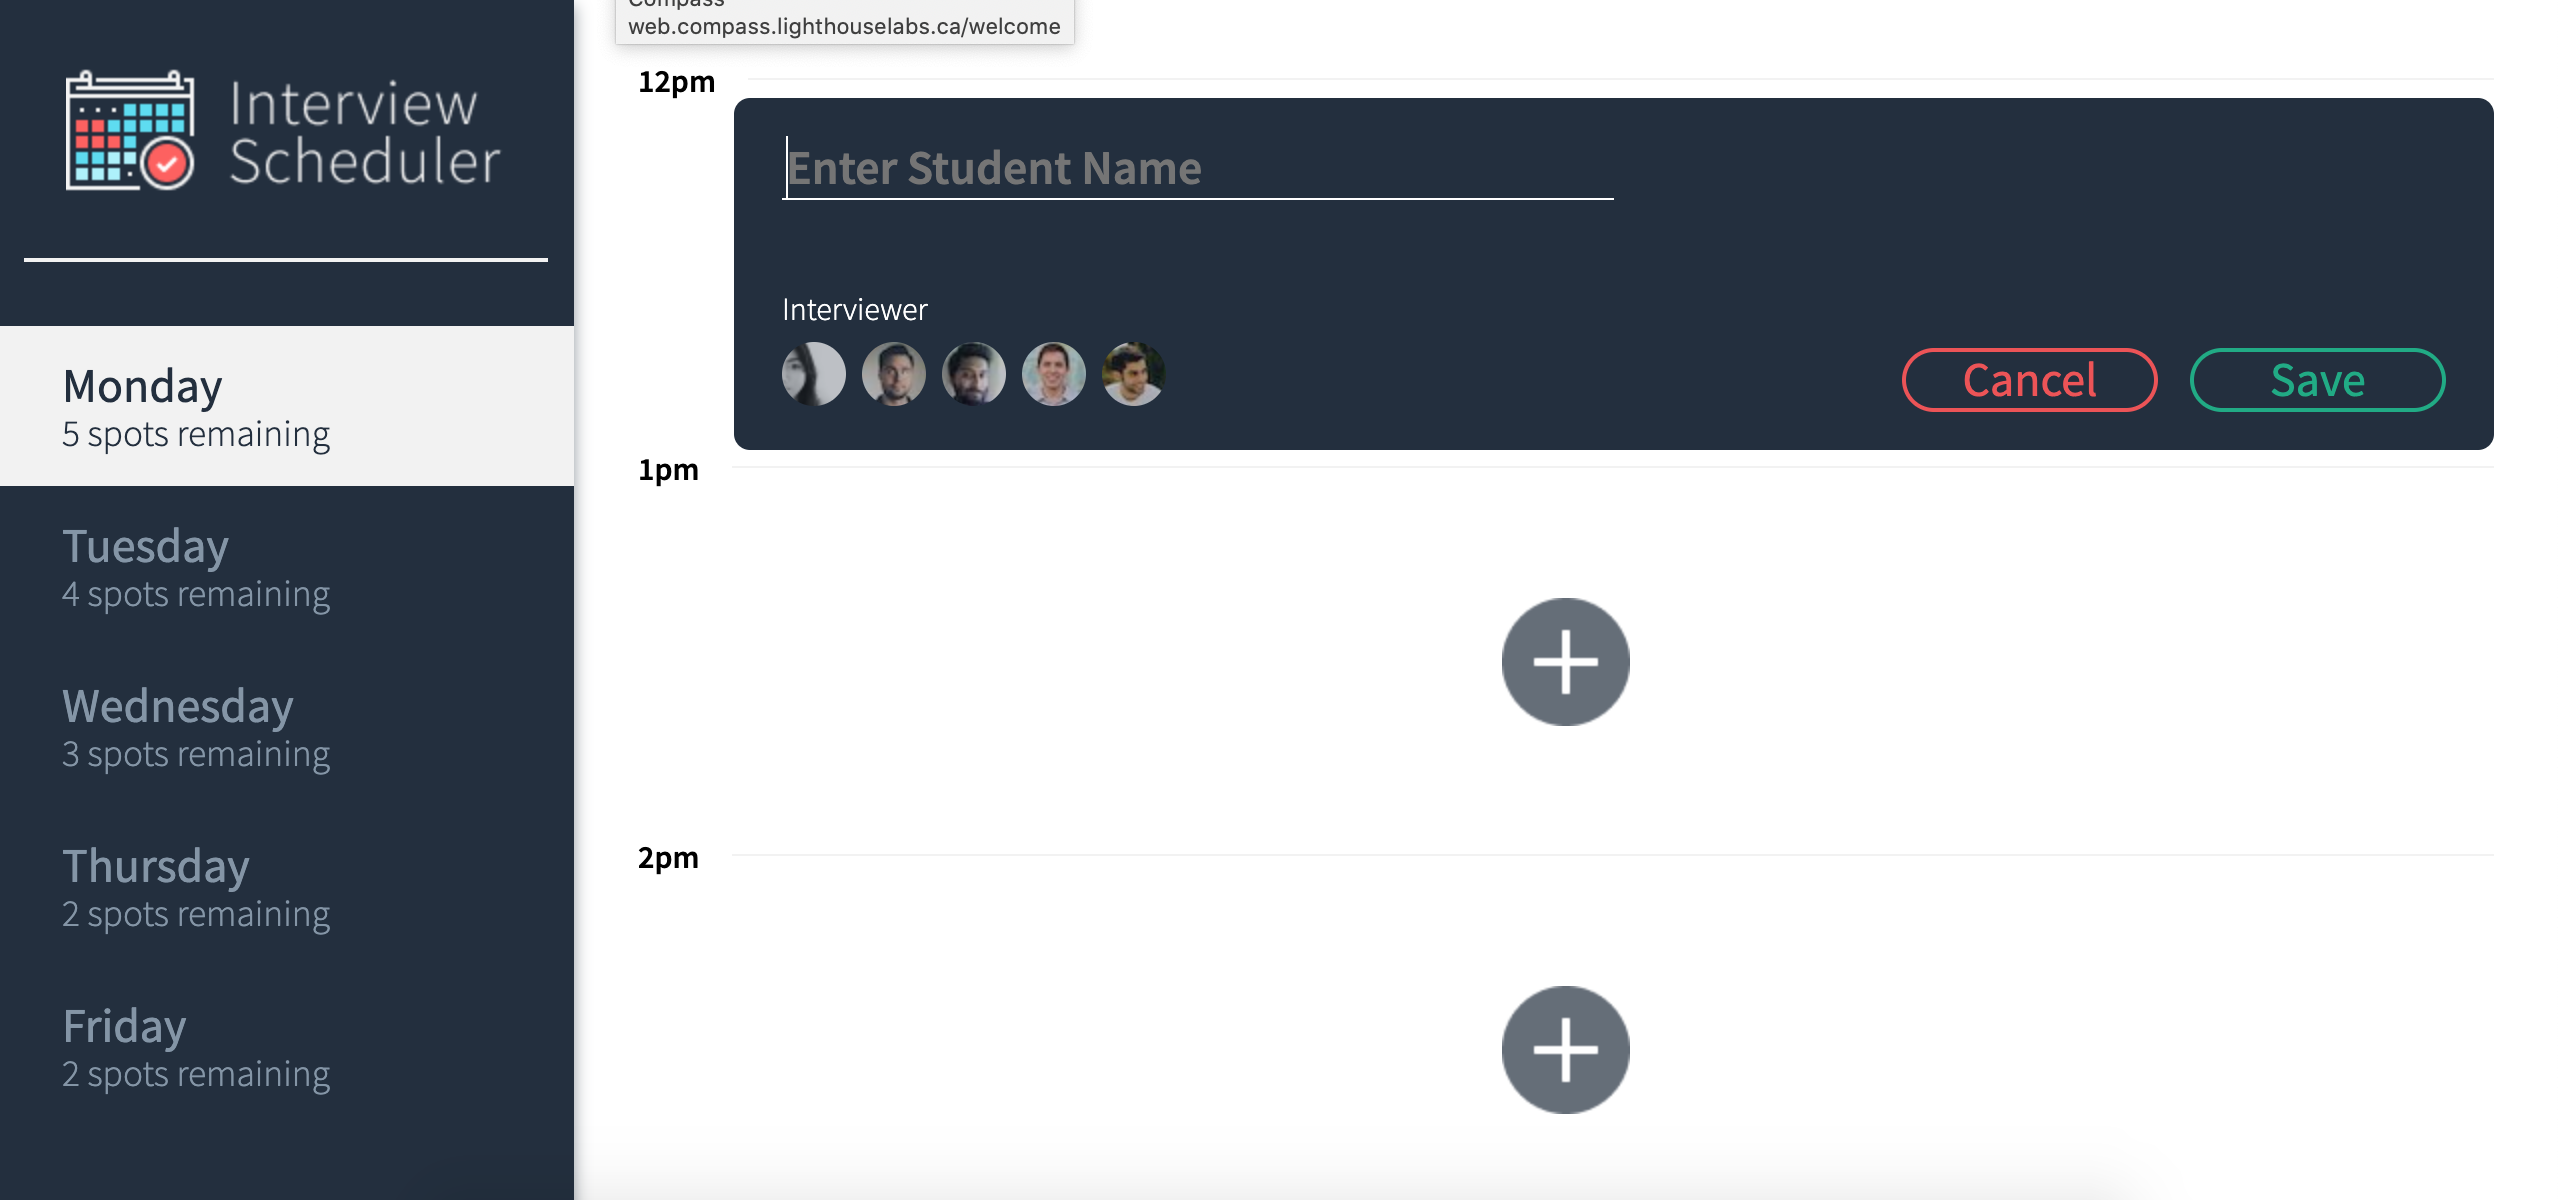 Compass
web.compass.lighthouselabs.ca/welcome
Interview
Scheduler
Monday
5 spots remaining
Tuesday
4 spots remaining
Wednesday
3 spots remaining
Thursday
2 spots remaining
Friday
2 spots remaining
12pm
Enter Student Name
Interviewer
Cancel
Save
1pm
2pm